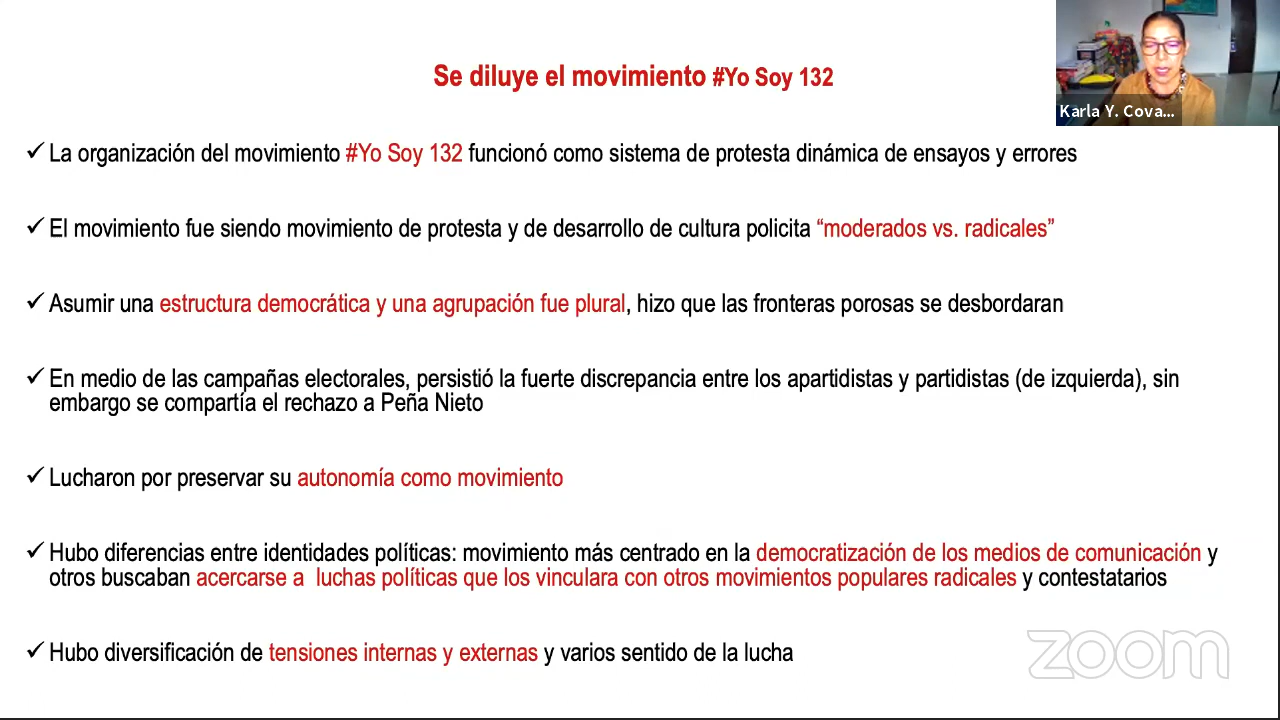 Se diluye el movimiento #Yo Soy 132
Karla Y. Cova...
✓ La organización del movimiento #Yo Soy 132 funcionó como sistema de protesta dinámica de ensayos y errores
✓ El movimiento fue siendo movimiento de protesta y de desarrollo de cultura policita “moderados vs. radicales”
✓ Asumir una estructura democrática y una agrupación fue plural, hizo que las fronteras porosas se desbordaran
✓ En medio de las campañas electorales, persistió la fuerte discrepancia entre los apartidistas y partidistas (de izquierda), sin
embargo se compartía el rechazo a Peña Nieto
✓ Lucharon por preservar su autonomía como movimiento
✓ Hubo diferencias entre identidades políticas: movimiento más centrado en la democratización de los medios de comunicación y
otros buscaban acercarse a luchas políticas que los vinculara con otros movimientos populares radicales y contestatarios
✓ Hubo diversificación de tensiones internas y externas y varios sentido de la lucha
zoom